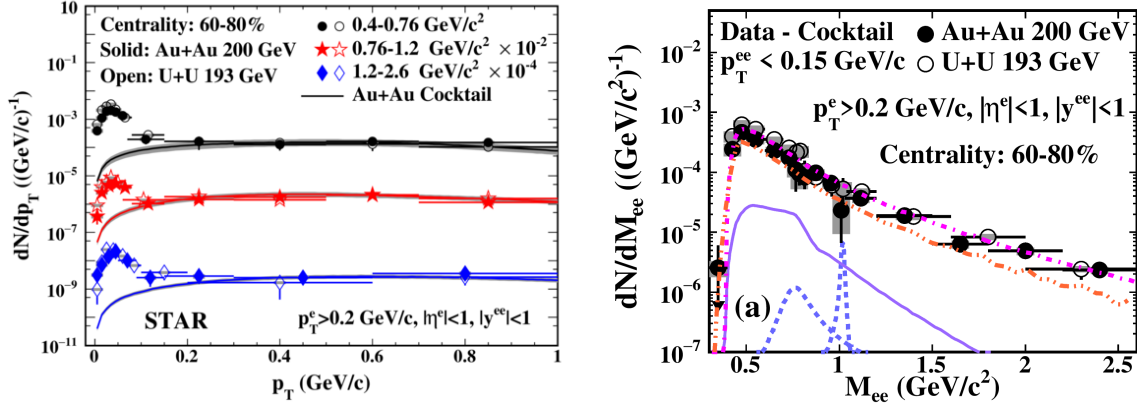 Centrality: 60-80%
Solid: Au+Au 200 GeV
Open: U+U 193 GeV
0.4-0.76 GeV/c²
0.76-1.2 GeV/c² × 10⁻²
1.2-2.6 GeV/c² × 10⁻⁴
Au+Au Cocktail
dN/dp_T ((GeV/c)⁻¹)
10⁻¹
10⁻³
10⁻⁵
10⁻⁷
10⁻⁹
10⁻¹¹
STAR
p_T^e>0.2 GeV/c, |η^e|<1, |y^ee|<1
0 0.2 0.4 0.6 0.8 1
p_T (GeV/c)
Data - Cocktail
Au+Au 200 GeV
p_T^ee < 0.15 GeV/c
U+U 193 GeV
p_T^e>0.2 GeV/c, |η^e|<1, |y^ee|<1
Centrality: 60-80%
dN/dM_ee ((GeV/c²)⁻¹)
10⁻²
10⁻³
10⁻⁴
10⁻⁵
10⁻⁶
10⁻⁷
(a)
0.5 1 1.5 2 2.5
M_ee (GeV/c²)